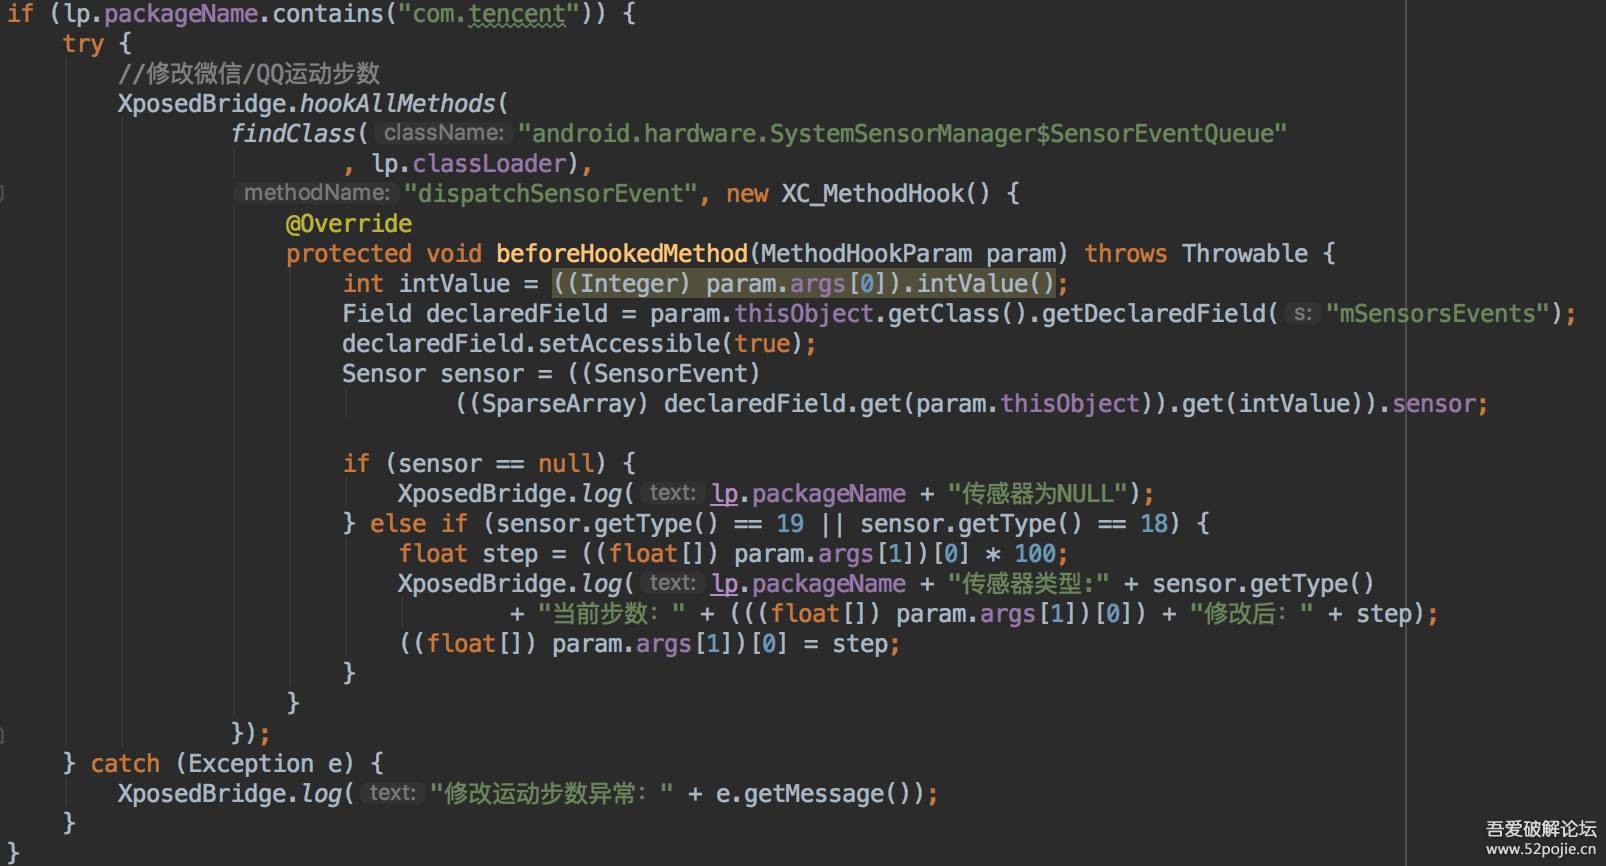 if (lp.packageName.contains("com.tencent")) {
try {
//修改微信/QQ运动步数
XposedBridge.hookAllMethods(
findClass( className: "android.hardware.SystemSensorManager$SensorEventQueue"
, lp.classLoader),
methodName: "dispatchSensorEvent", new XC_MethodHook() {
@Override
protected void beforeHookedMethod(MethodHookParam param) throws Throwable {
int intValue = ((Integer) param.args[0]).intValue();
Field declaredField = param.thisObject.getClass().getDeclaredField( s: "mSensorsEvents");
declaredField.setAccessible(true);
Sensor sensor = ((SensorEvent)
((SparseArray) declaredField.get(param.thisObject)).get(intValue)).sensor;
if (sensor == null) {
XposedBridge.log( text: lp.packageName + "传感器为NULL");
} else if (sensor.getType() == 19 || sensor.getType() == 18) {
float step = ((float[]) param.args[1])[0] * 100;
XposedBridge.log( text: lp.packageName + "传感器类型:" + sensor.getType()
+ "当前步数：" + (((float[]) param.args[1])[0]) + "修改后：" + step);
((float[]) param.args[1])[0] = step;
}
}
});
} catch (Exception e) {
XposedBridge.log( text: "修改运动步数异常：" + e.getMessage());
}
}
吾爱破解论坛
www.52pojie.cn